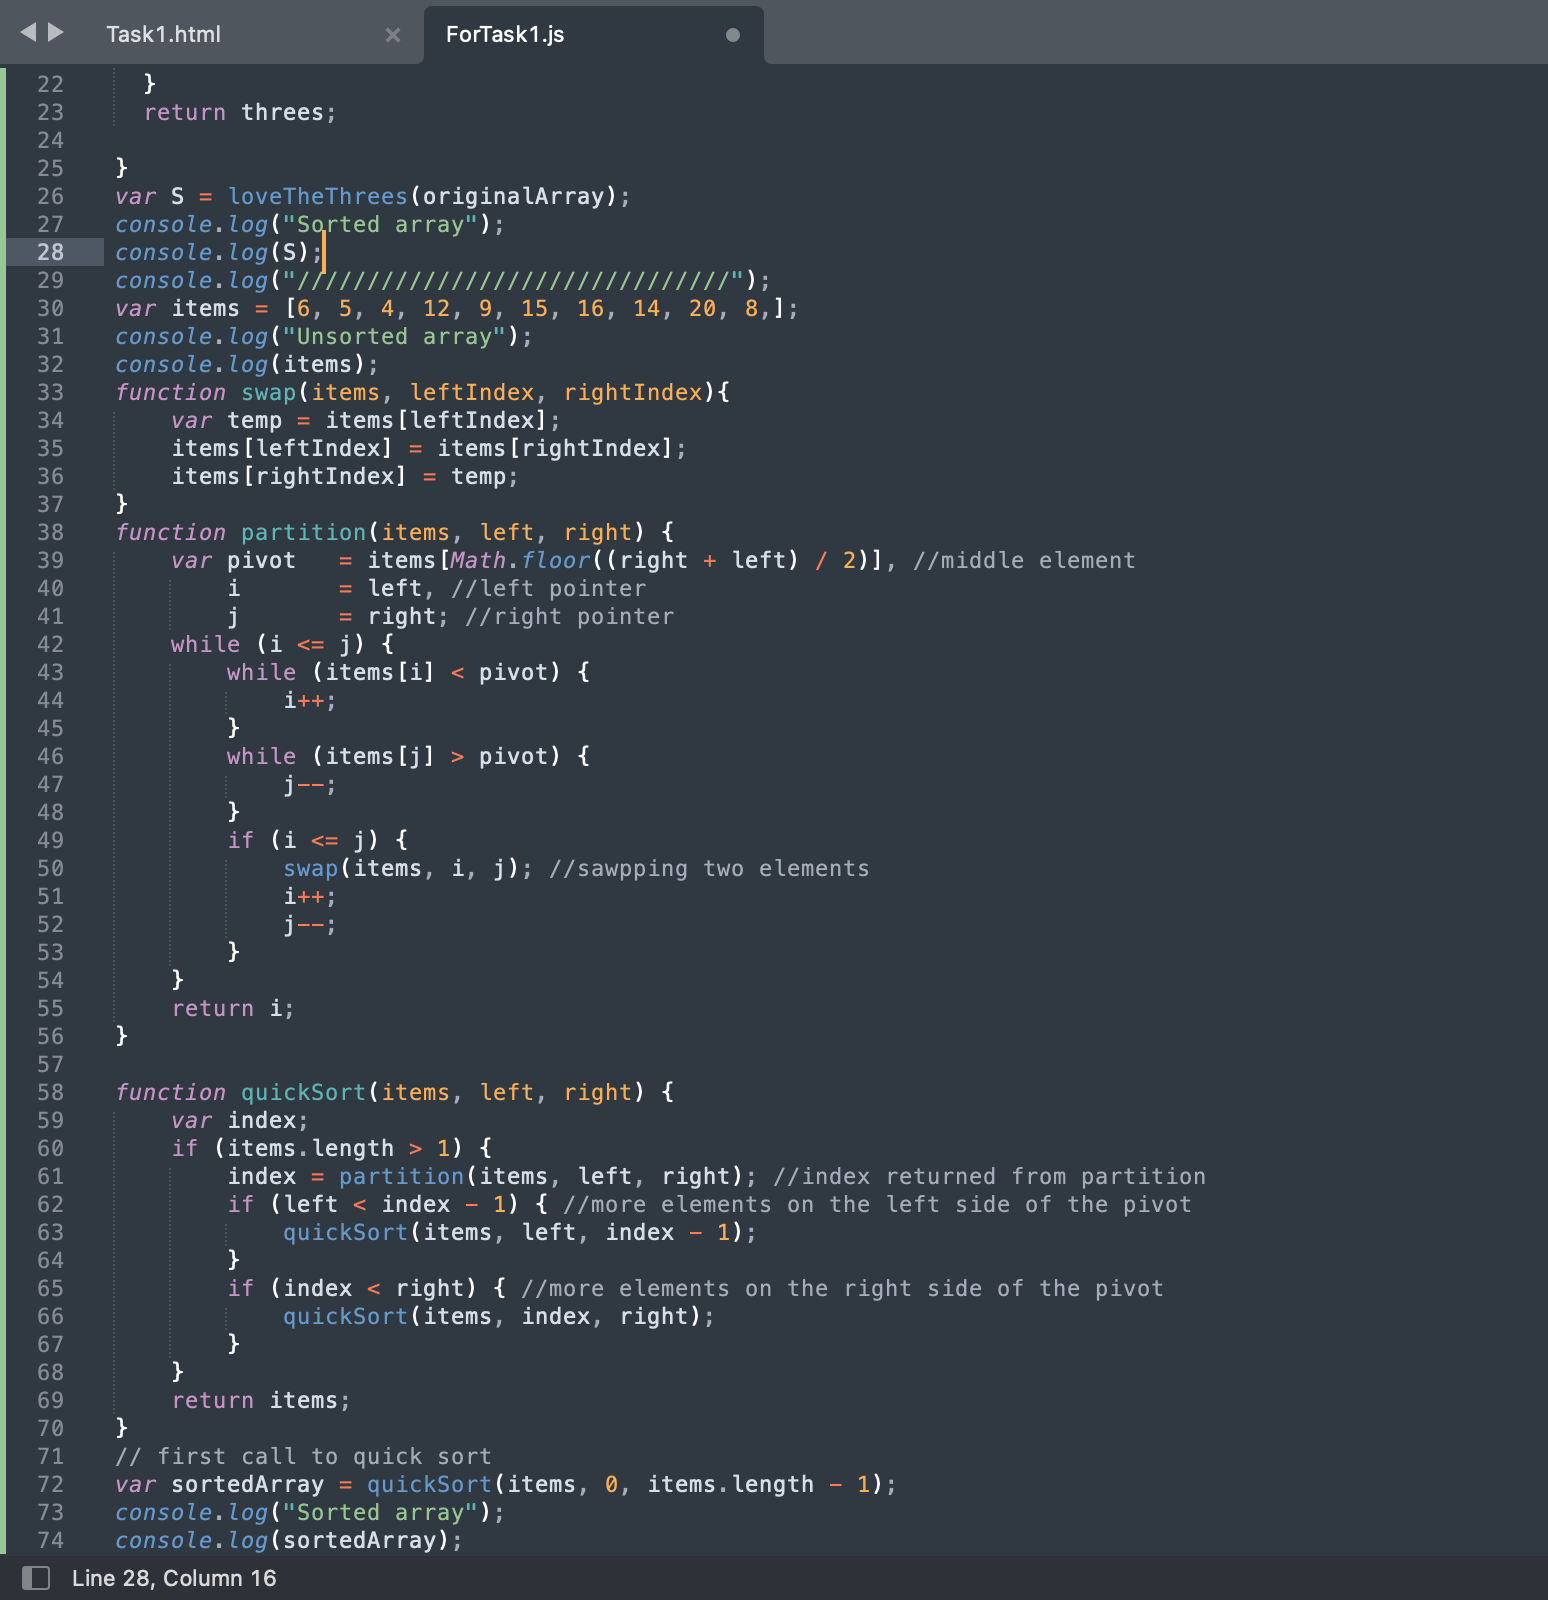 Task1.html × ForTask1.js
22 }
23 return threes;
24
25 }
26 var S = loveTheThrees(originalArray);
27 console.log("Sorted array");
28 console.log(S);
29 console.log("///////////////////////////////");
30 var items = [6, 5, 4, 12, 9, 15, 16, 14, 20, 8,];
31 console.log("Unsorted array");
32 console.log(items);
33 function swap(items, leftIndex, rightIndex){
34 var temp = items[leftIndex];
35 items[leftIndex] = items[rightIndex];
36 items[rightIndex] = temp;
37 }
38 function partition(items, left, right) {
39 var pivot = items[Math.floor((right + left) / 2)], //middle element
40 i = left, //left pointer
41 j = right; //right pointer
42 while (i <= j) {
43 while (items[i] < pivot) {
44 i++;
45 }
46 while (items[j] > pivot) {
47 j--;
48 }
49 if (i <= j) {
50 swap(items, i, j); //sawpping two elements
51 i++;
52 j--;
53 }
54 }
55 return i;
56 }
57
58 function quickSort(items, left, right) {
59 var index;
60 if (items.length > 1) {
61 index = partition(items, left, right); //index returned from partition
62 if (left < index - 1) { //more elements on the left side of the pivot
63 quickSort(items, left, index - 1);
64 }
65 if (index < right) { //more elements on the right side of the pivot
66 quickSort(items, index, right);
67 }
68 }
69 return items;
70 }
71 // first call to quick sort
72 var sortedArray = quickSort(items, 0, items.length - 1);
73 console.log("Sorted array");
74 console.log(sortedArray);
Line 28, Column 16